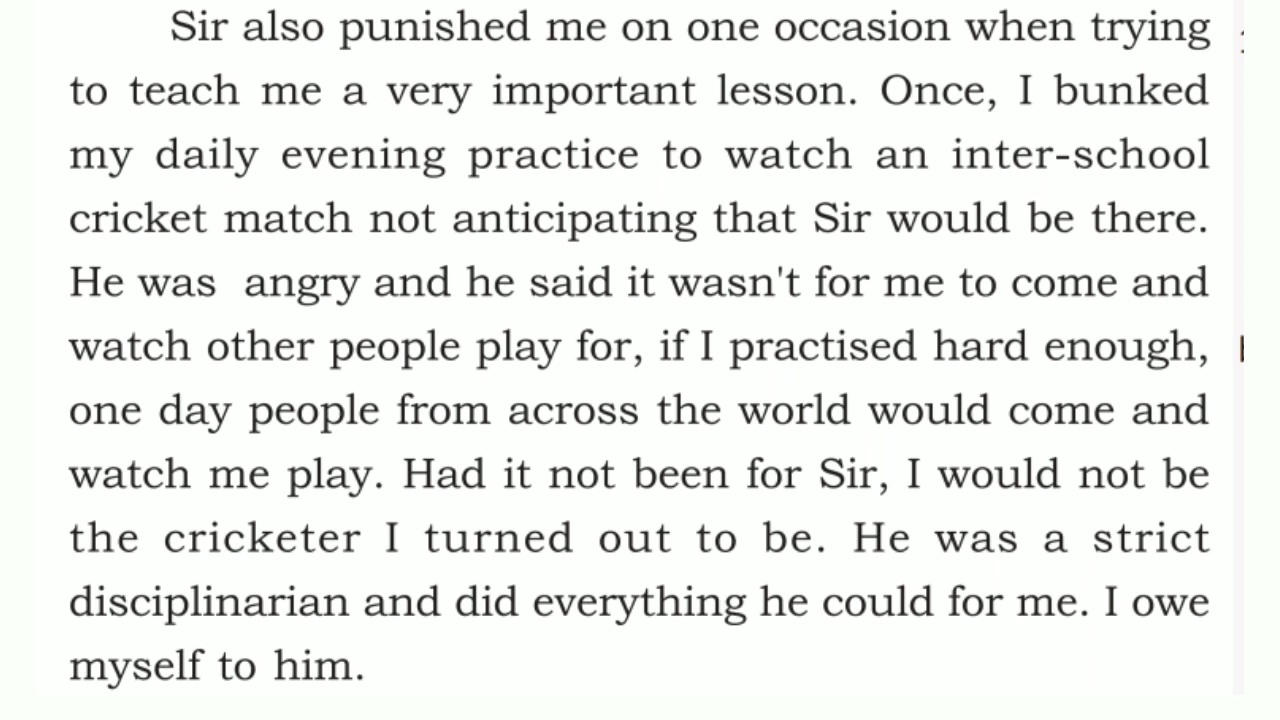 Sir also punished me on one occasion when trying
to teach me a very important lesson. Once, I bunked
my daily evening practice to watch an inter-school
cricket match not anticipating that Sir would be there.
He was  angry and he said it wasn't for me to come and
watch other people play for, if I practised hard enough,
one day people from across the world would come and
watch me play. Had it not been for Sir, I would not be
the cricketer I turned out to be. He was a strict
disciplinarian and did everything he could for me. I owe
myself to him.